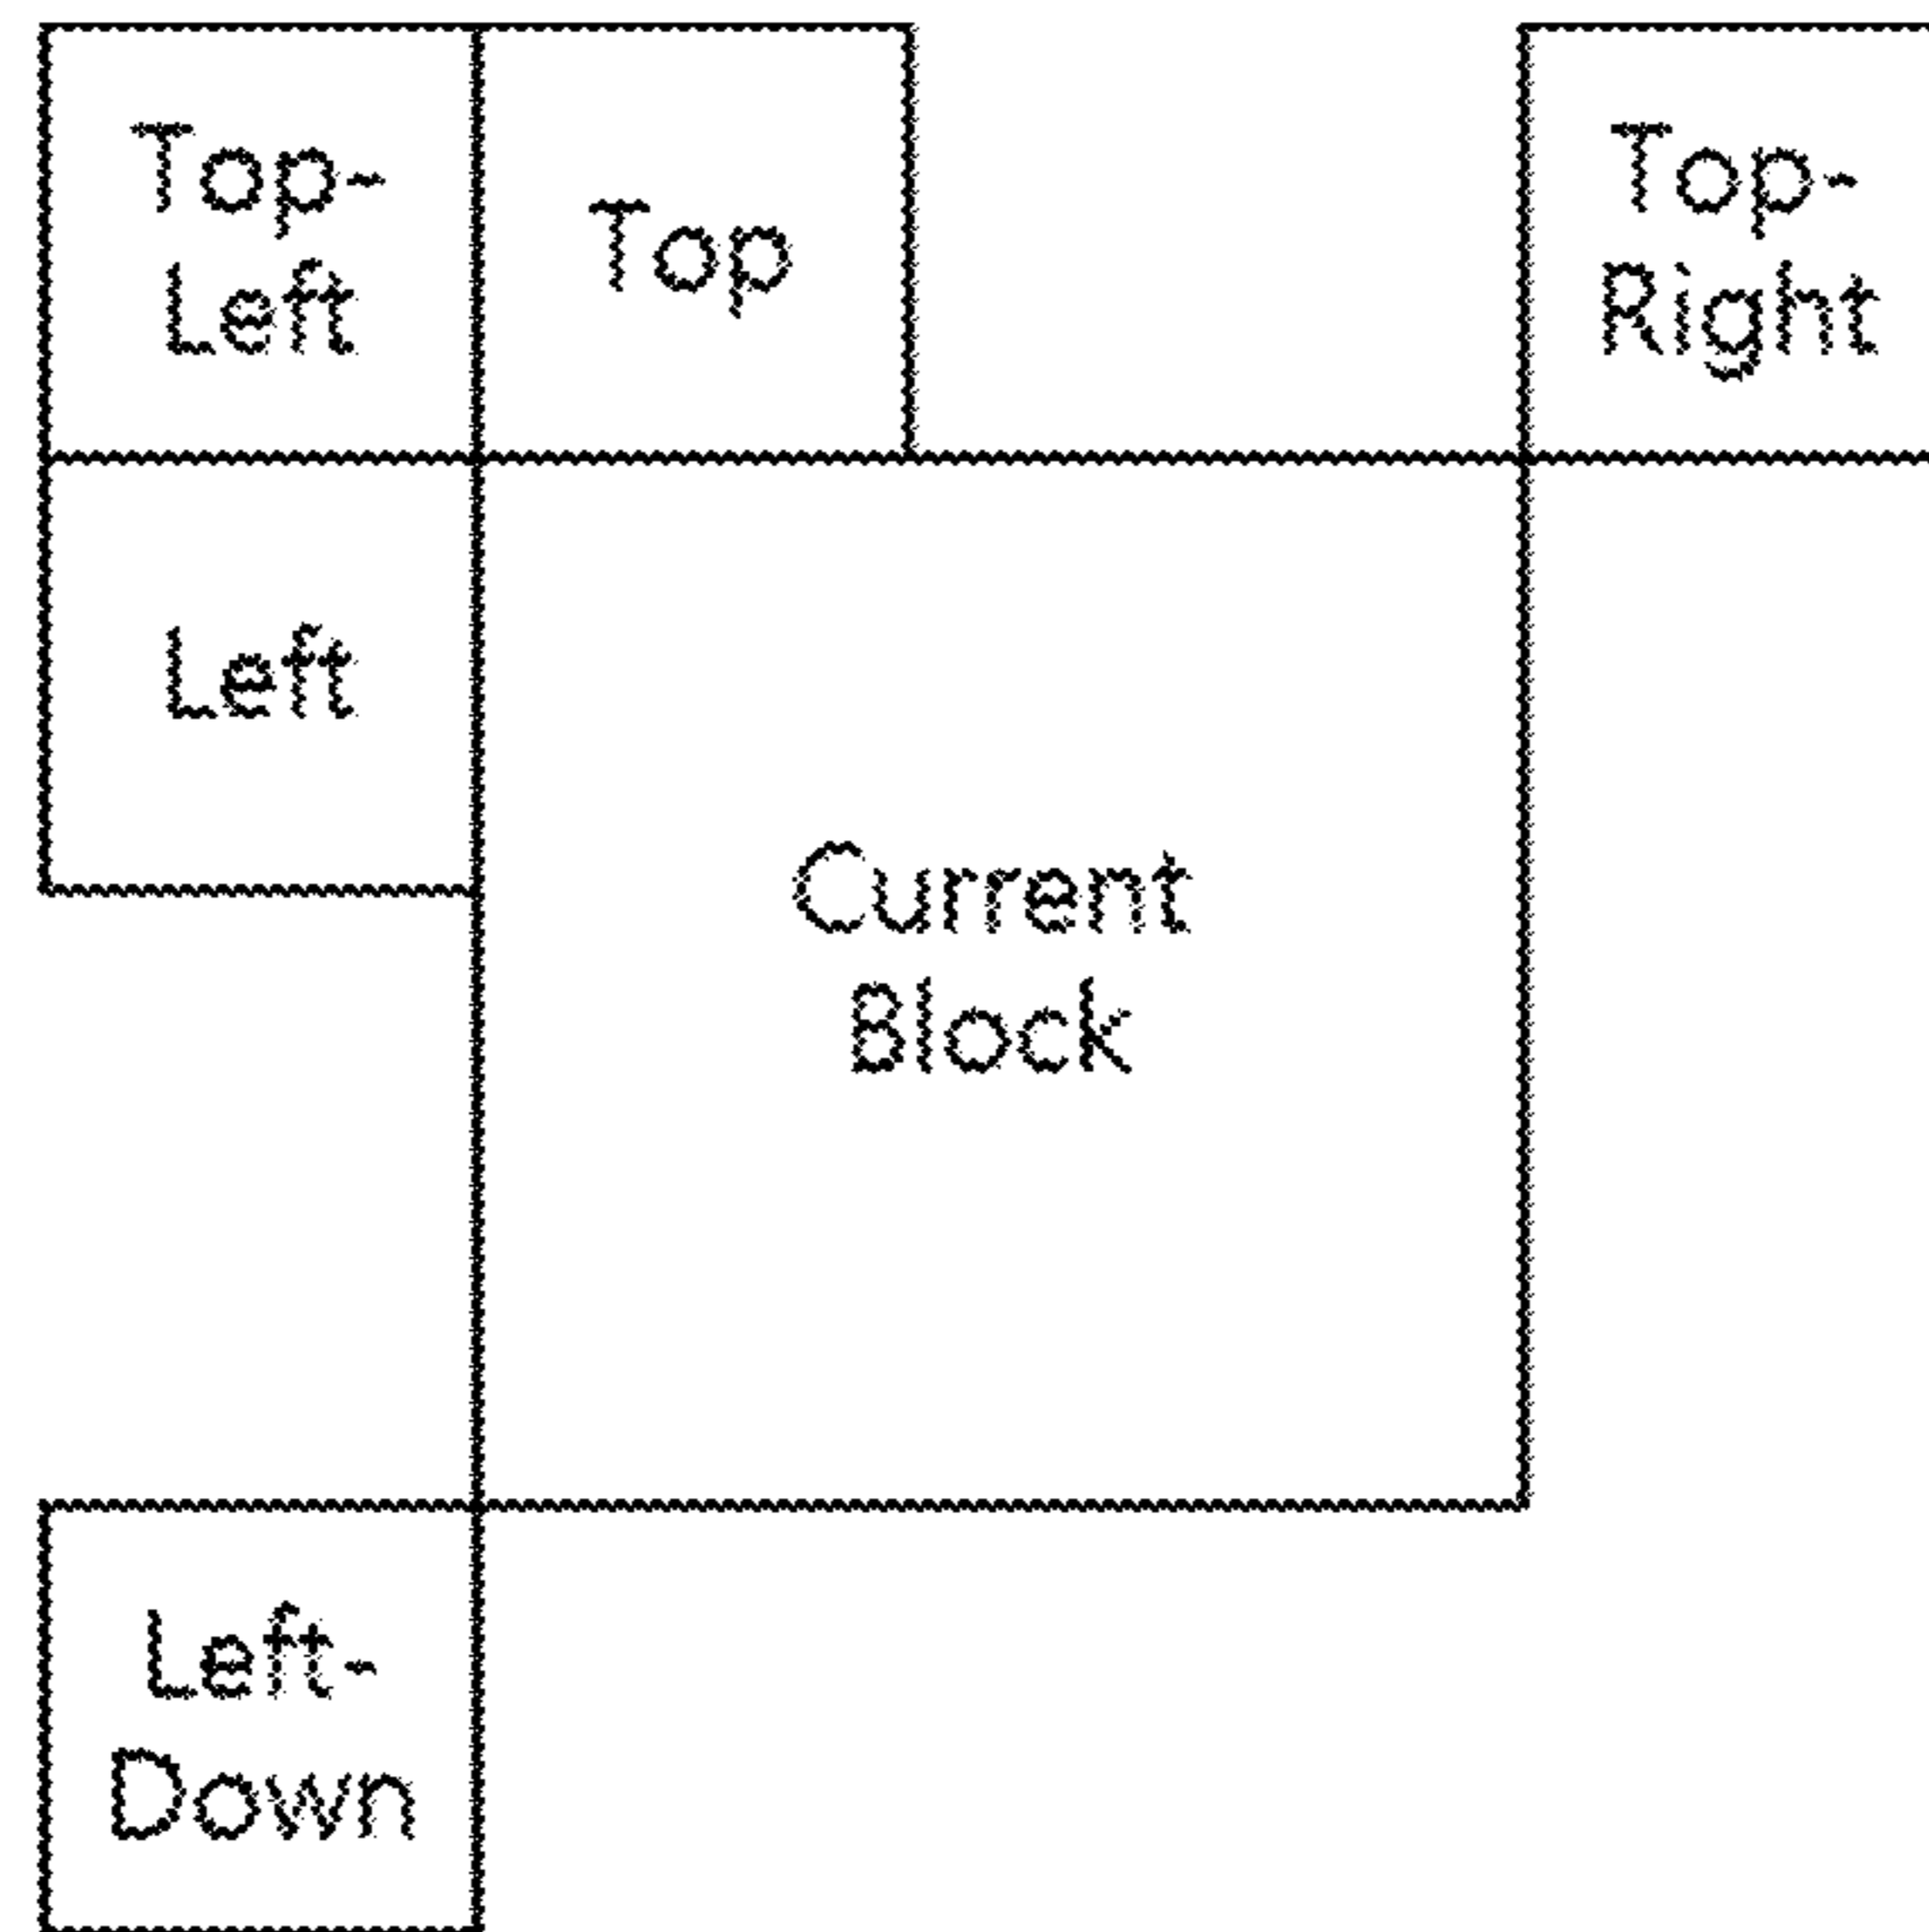 Top-
Left
Top
Top-
Right
Left
Current
Block
Left-
Down